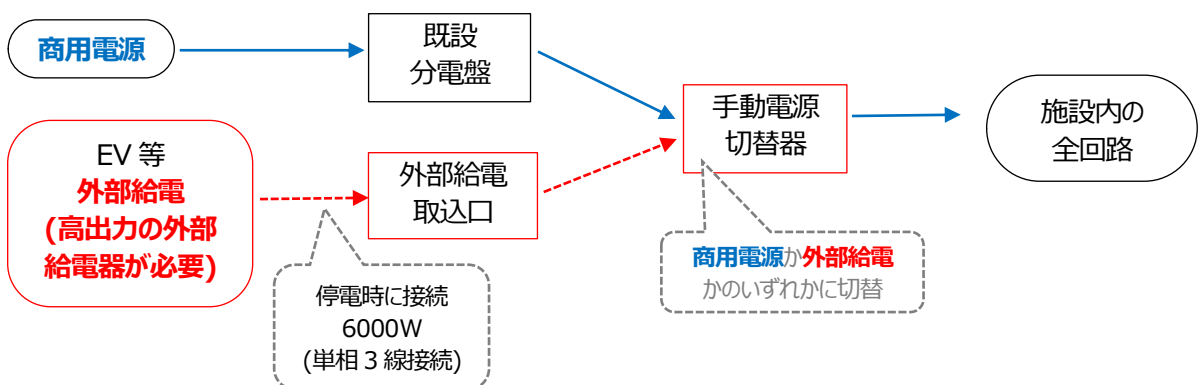 商用電源
既設
分電盤
手動電源
切替器
施設内の
全回路
EV 等
外部給電
(高出力の外部
給電器が必要)
外部給電
取込口
停電時に接続
6000W
(単相 3 線接続)
商用電源か外部給電
かのいずれかに切替